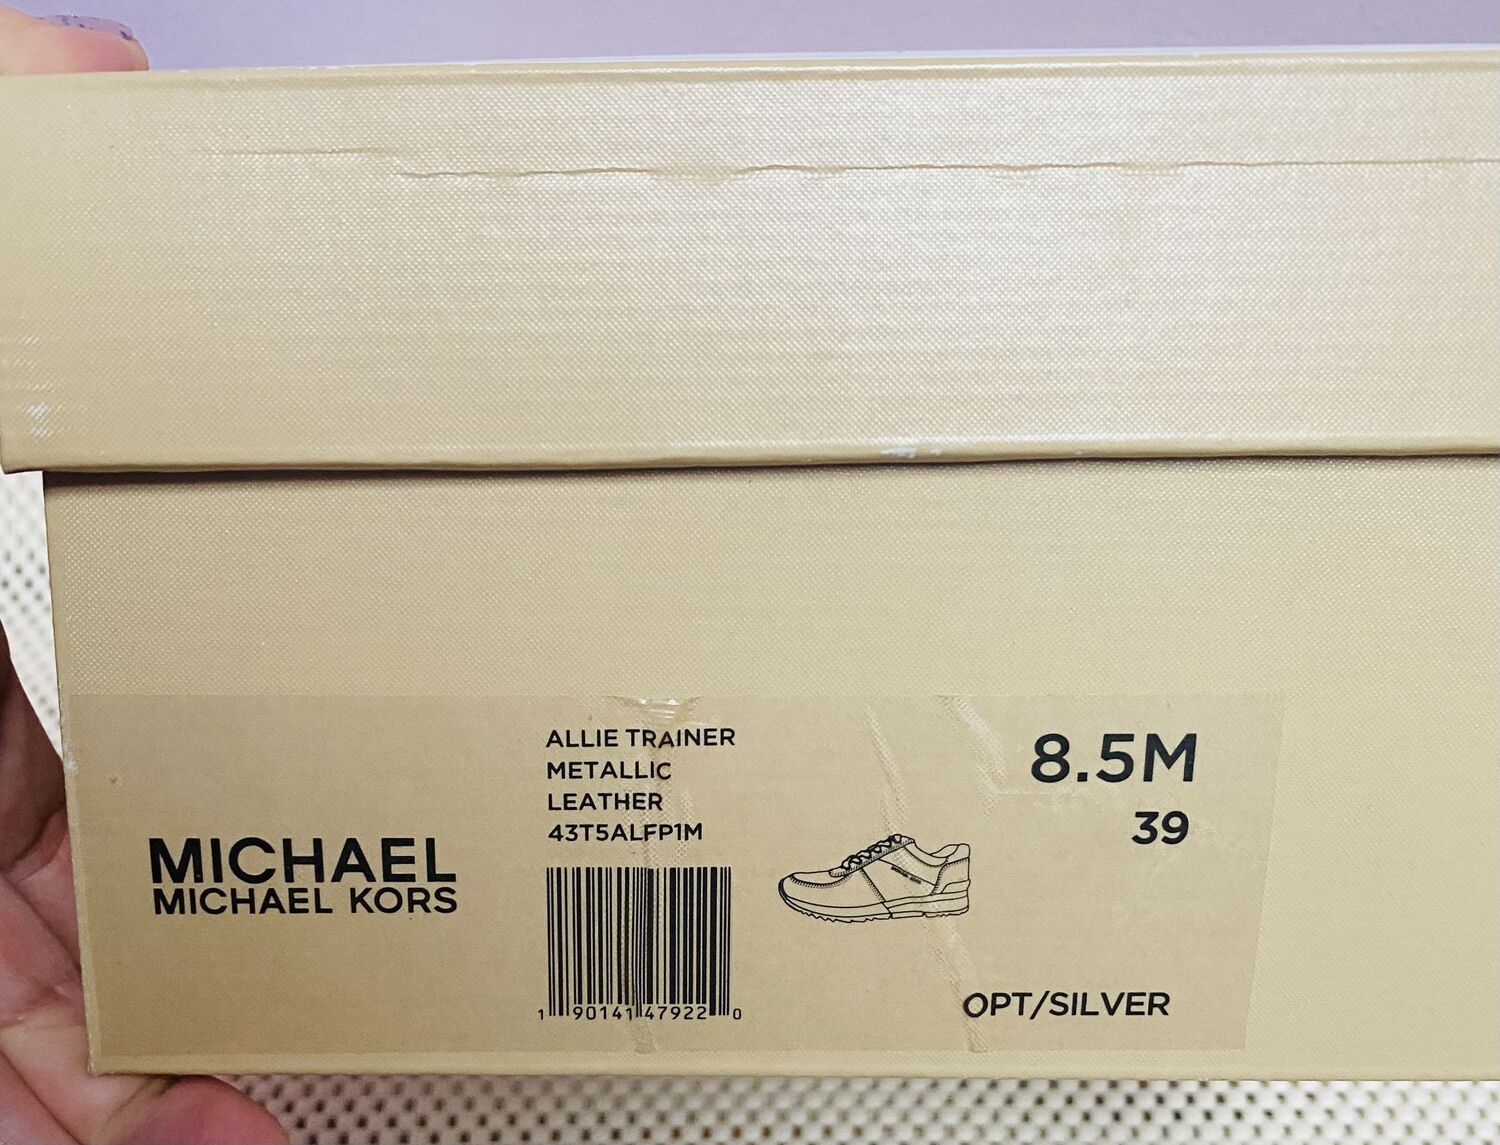 MICHAEL
MICHAEL KORS
ALLIE TRAINER
METALLIC
LEATHER
43T5ALFP1M
1 90141 47922 0
8.5M
39
OPT/SILVER